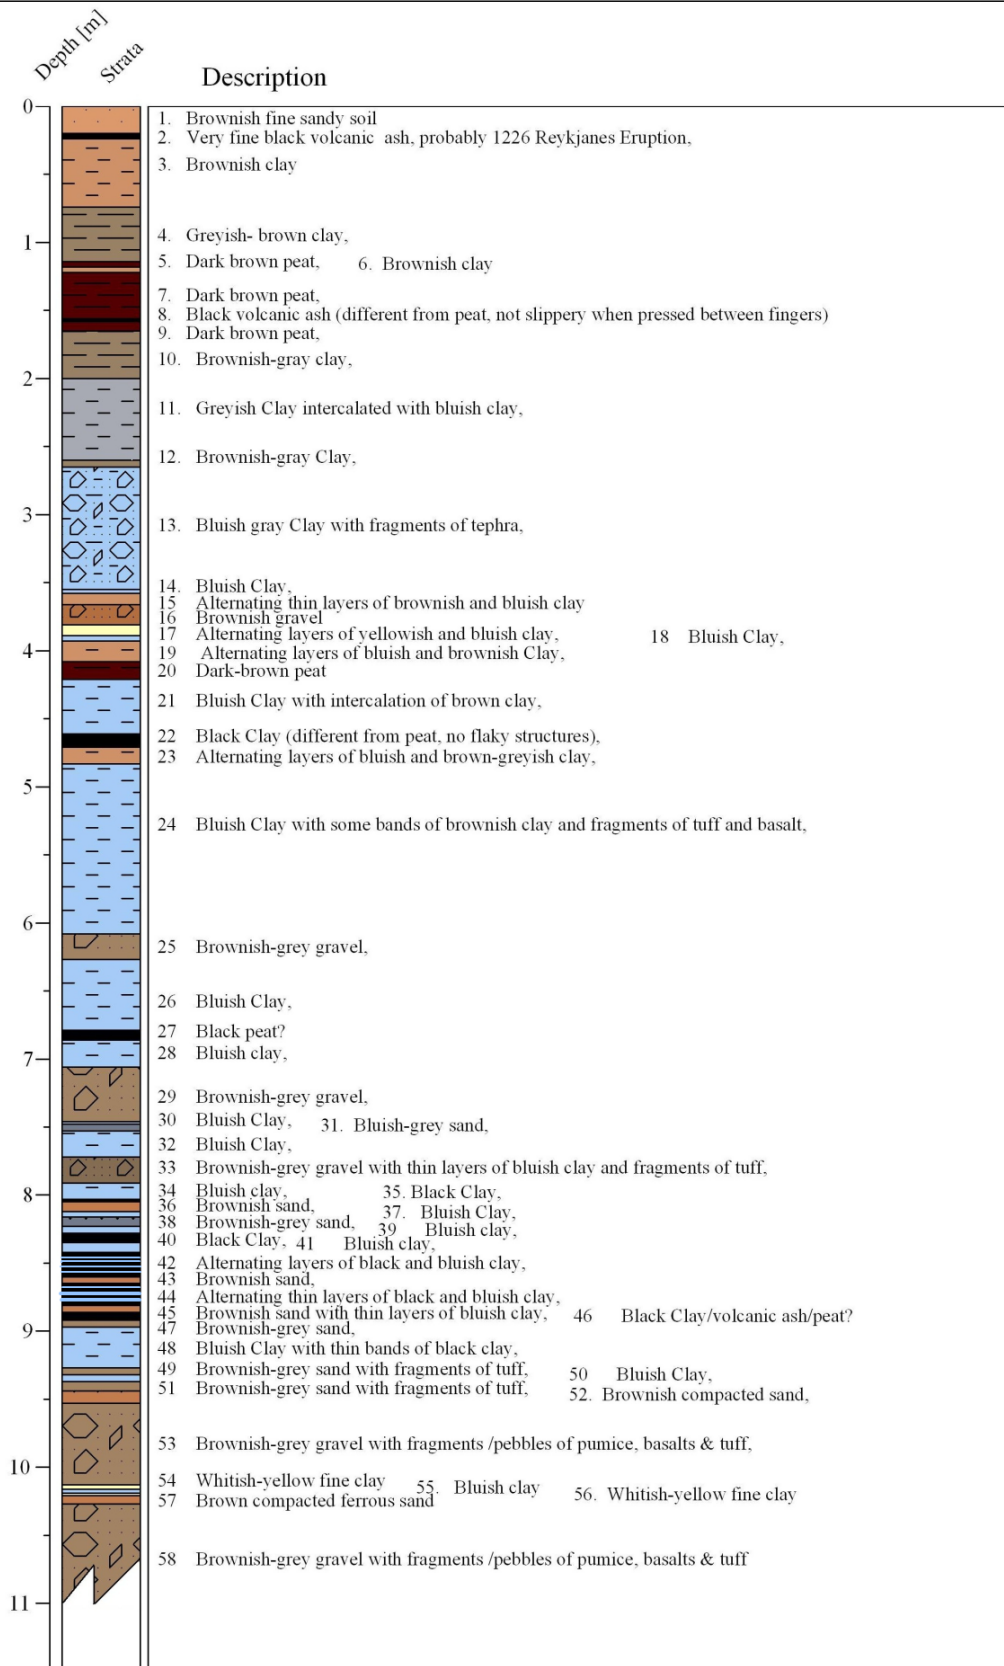 Depth [m]
Strata
Description
0
1. Brownish fine sandy soil
2. Very fine black volcanic ash, probably 1226 Reykjanes Eruption,
3. Brownish clay
4. Greyish- brown clay,
1
5. Dark brown peat, 6. Brownish clay
7. Dark brown peat,
8. Black volcanic ash (different from peat, not slippery when pressed between fingers)
9. Dark brown peat,
10. Brownish-gray clay,
2
11. Greyish Clay intercalated with bluish clay,
12. Brownish-gray Clay,
3
13. Bluish gray Clay with fragments of tephra,
14. Bluish Clay,
15 Alternating thin layers of brownish and bluish clay
16 Brownish gravel
17 Alternating layers of yellowish and bluish clay, 18 Bluish Clay,
4
19 Alternating layers of bluish and brownish Clay,
20 Dark-brown peat
21 Bluish Clay with intercalation of brown clay,
22 Black Clay (different from peat, no flaky structures),
23 Alternating layers of bluish and brown-greyish clay,
5
24 Bluish Clay with some bands of brownish clay and fragments of tuff and basalt,
6
25 Brownish-grey gravel,
26 Bluish Clay,
27 Black peat?
28 Bluish clay,
7
29 Brownish-grey gravel,
30 Bluish Clay, 31. Bluish-grey sand,
32 Bluish Clay,
33 Brownish-grey gravel with thin layers of bluish clay and fragments of tuff,
8
34 Bluish clay, 35. Black Clay,
36 Brownish sand, 37. Bluish Clay,
38 Brownish-grey sand, 39 Bluish clay,
40 Black Clay, 41 Bluish clay,
42 Alternating layers of black and bluish clay,
43 Brownish sand,
44 Alternating thin layers of black and bluish clay,
45 Brownish sand with thin layers of bluish clay, 46 Black Clay/volcanic ash/peat?
9
47 Brownish-grey sand,
48 Bluish Clay with thin bands of black clay,
49 Brownish-grey sand with fragments of tuff, 50 Bluish Clay,
51 Brownish-grey sand with fragments of tuff, 52. Brownish compacted sand,
53 Brownish-grey gravel with fragments /pebbles of pumice, basalts & tuff,
10
54 Whitish-yellow fine clay 55. Bluish clay 56. Whitish-yellow fine clay
57 Brown compacted ferrous sand
58 Brownish-grey gravel with fragments /pebbles of pumice, basalts & tuff
11